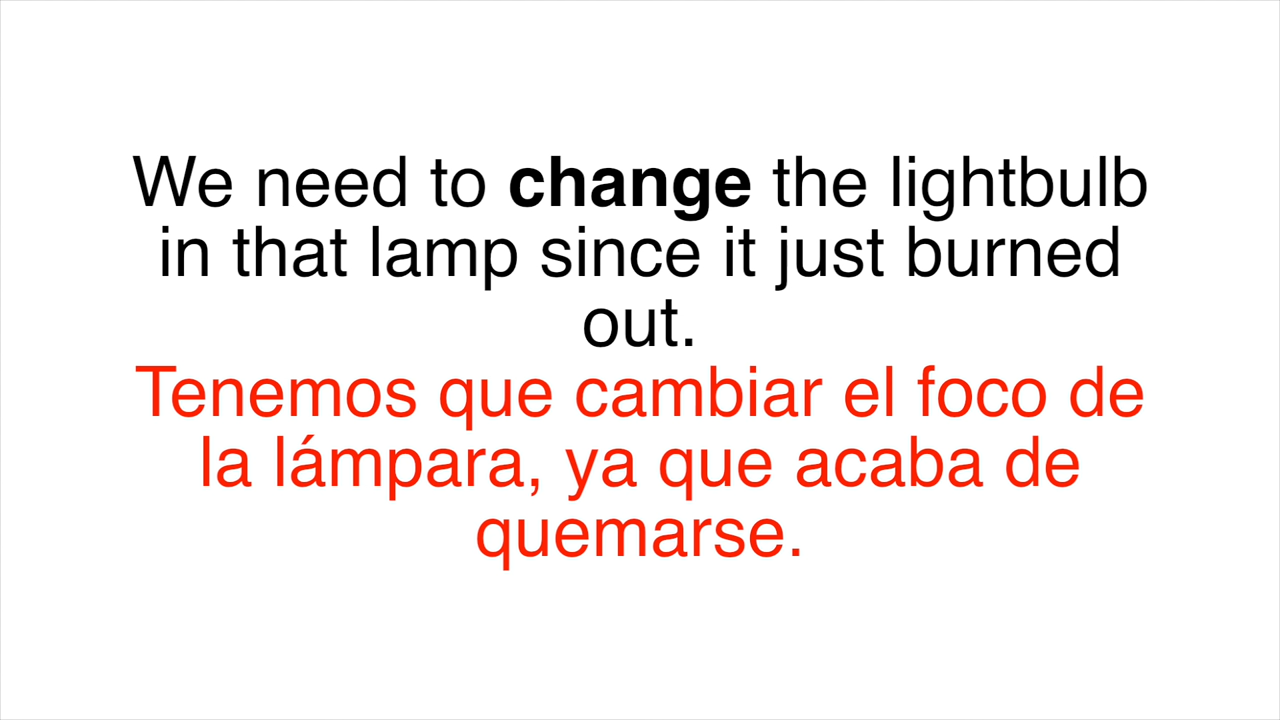 We need to change the lightbulb
in that lamp since it just burned
out.
Tenemos que cambiar el foco de
la lámpara, ya que acaba de
quemarse.